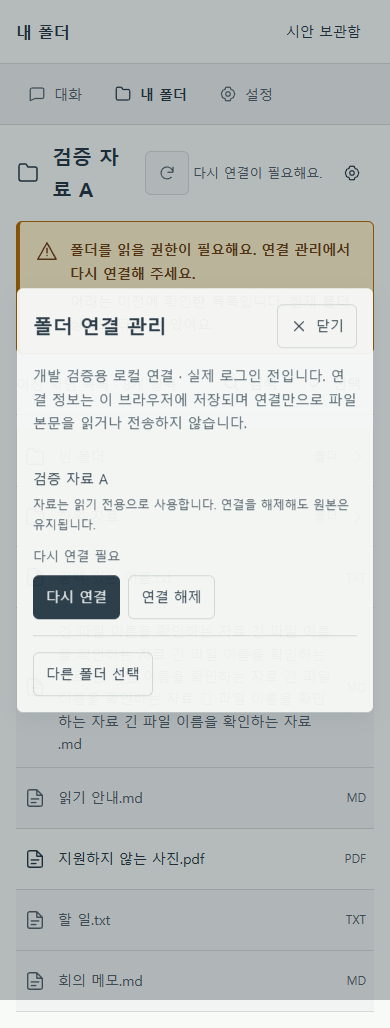 내 폴더
시안 보관함
대화
내 폴더
설정
검증 자
료 A
다시 연결이 필요해요.
폴더를 읽을 권한이 필요해요. 연결 관리에서
다시 연결해 주세요.
폴더 연결 관리
닫기
개발 검증용 로컬 연결 · 실제 로그인 전입니다. 연
결 정보는 이 브라우저에 저장되며 연결만으로 파일
본문을 읽거나 전송하지 않습니다.
검증 자료 A
자료는 읽기 전용으로 사용합니다. 연결을 해제해도 원본은
유지됩니다.
다시 연결 필요
다시 연결
연결 해제
다른 폴더 선택
하는 자료 긴 파일 이름을 확인하는 자료
.md
읽기 안내.md
MD
지원하지 않는 사진.pdf
PDF
할 일.txt
TXT
회의 메모.md
MD